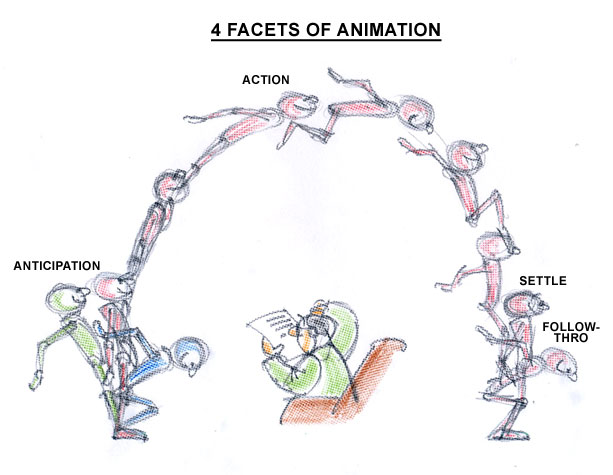 4 FACETS OF ANIMATION
ACTION
ANTICIPATION
SETTLE
FOLLOW-
THRO